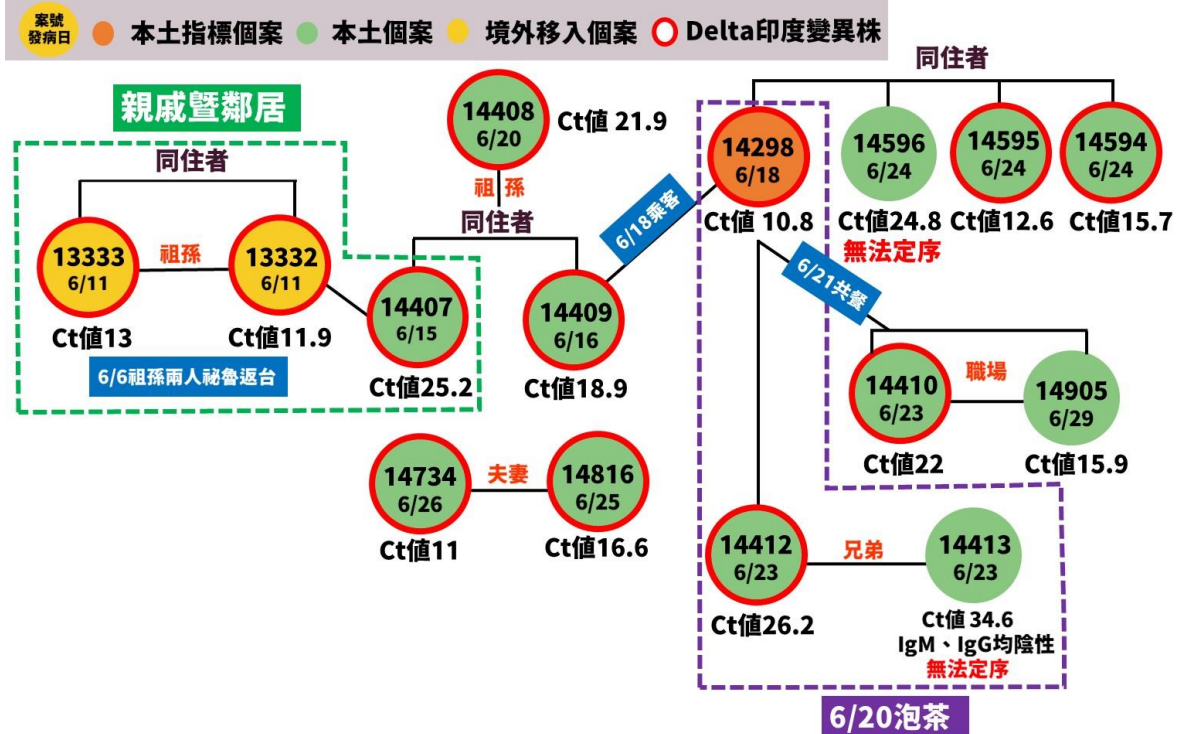 案號
發病日
本土指標個案
本土個案
境外移入個案
Delta印度變異株
同住者
親戚暨鄰居
14408
6/20
Ct值 21.9
14298
6/18
Ct值 10.8
14596
6/24
Ct值24.8
無法定序
14595
6/24
Ct值12.6
14594
6/24
Ct值15.7
同住者
祖孫
同住者
6/18乘客
13333
6/11
Ct值13
祖孫
13332
6/11
Ct值11.9
6/6祖孫兩人祕魯返台
14407
6/15
Ct值25.2
14409
6/16
Ct值18.9
6/21共餐
14410
6/23
Ct值22
職場
14905
6/29
Ct值15.9
14734
6/26
Ct值11
夫妻
14816
6/25
Ct值16.6
14412
6/23
Ct值26.2
兄弟
14413
6/23
Ct值 34.6
IgM、IgG均陰性
無法定序
6/20泡茶